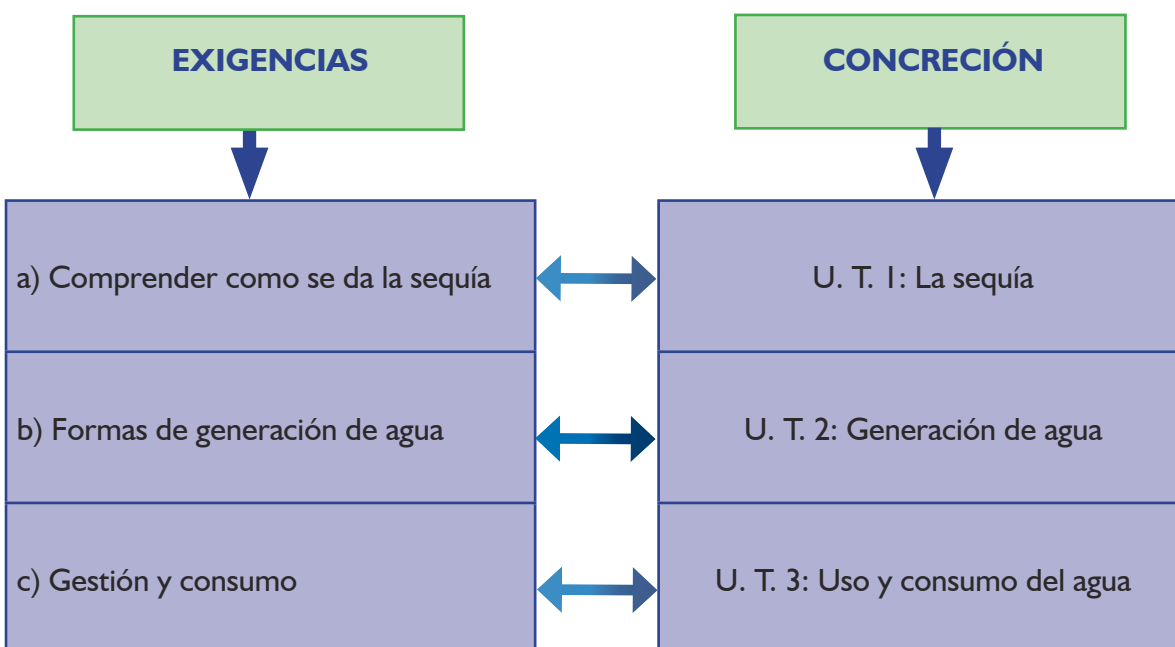 EXIGENCIAS
CONCRECIÓN
a) Comprender como se da la sequía
U. T. 1: La sequía
b) Formas de generación de agua
U. T. 2: Generación de agua
c) Gestión y consumo
U. T. 3: Uso y consumo del agua